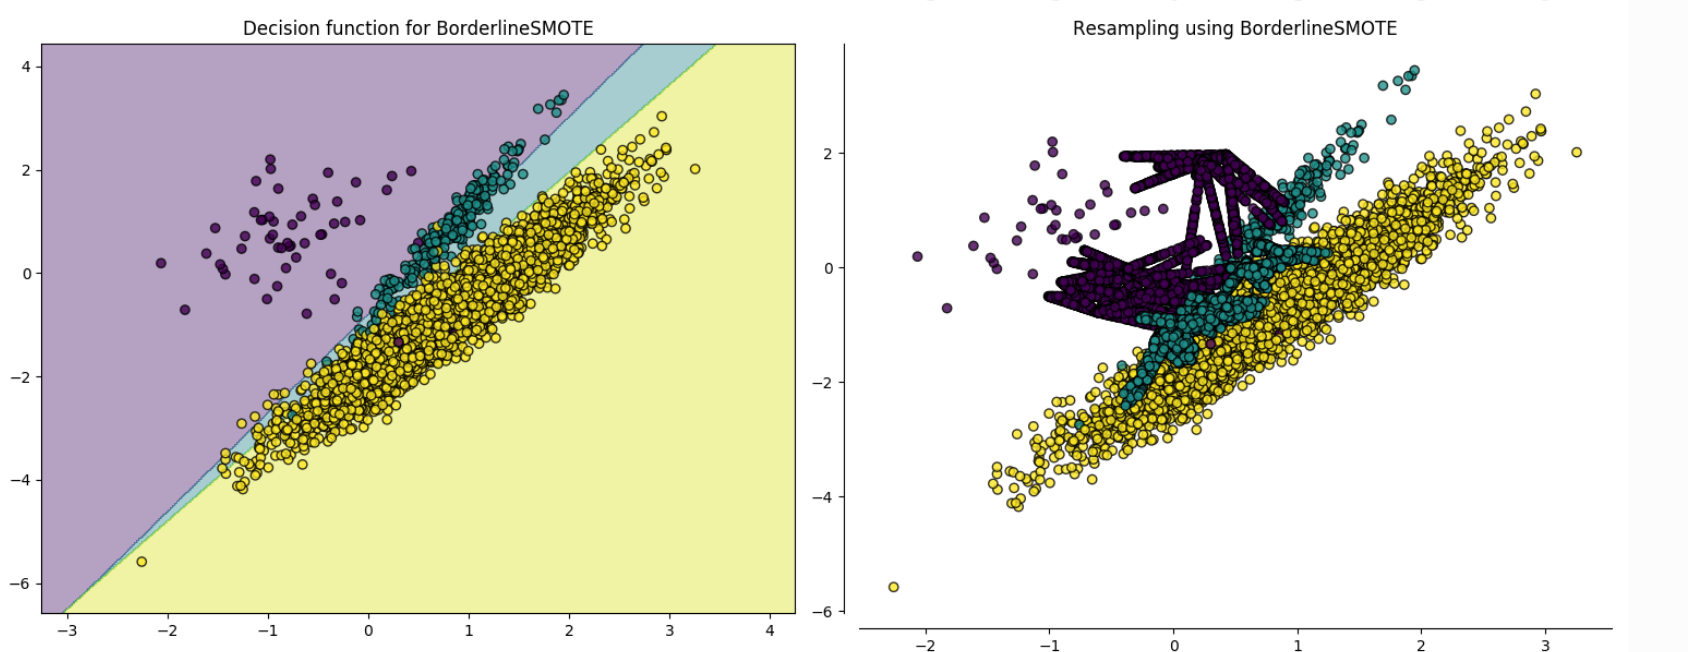 Decision function for BorderlineSMOTE
Resampling using BorderlineSMOTE
4
2
0
−2
−4
−6
−3 −2 −1 0 1 2 3 4
2
0
−2
−4
−6
−2 −1 0 1 2 3